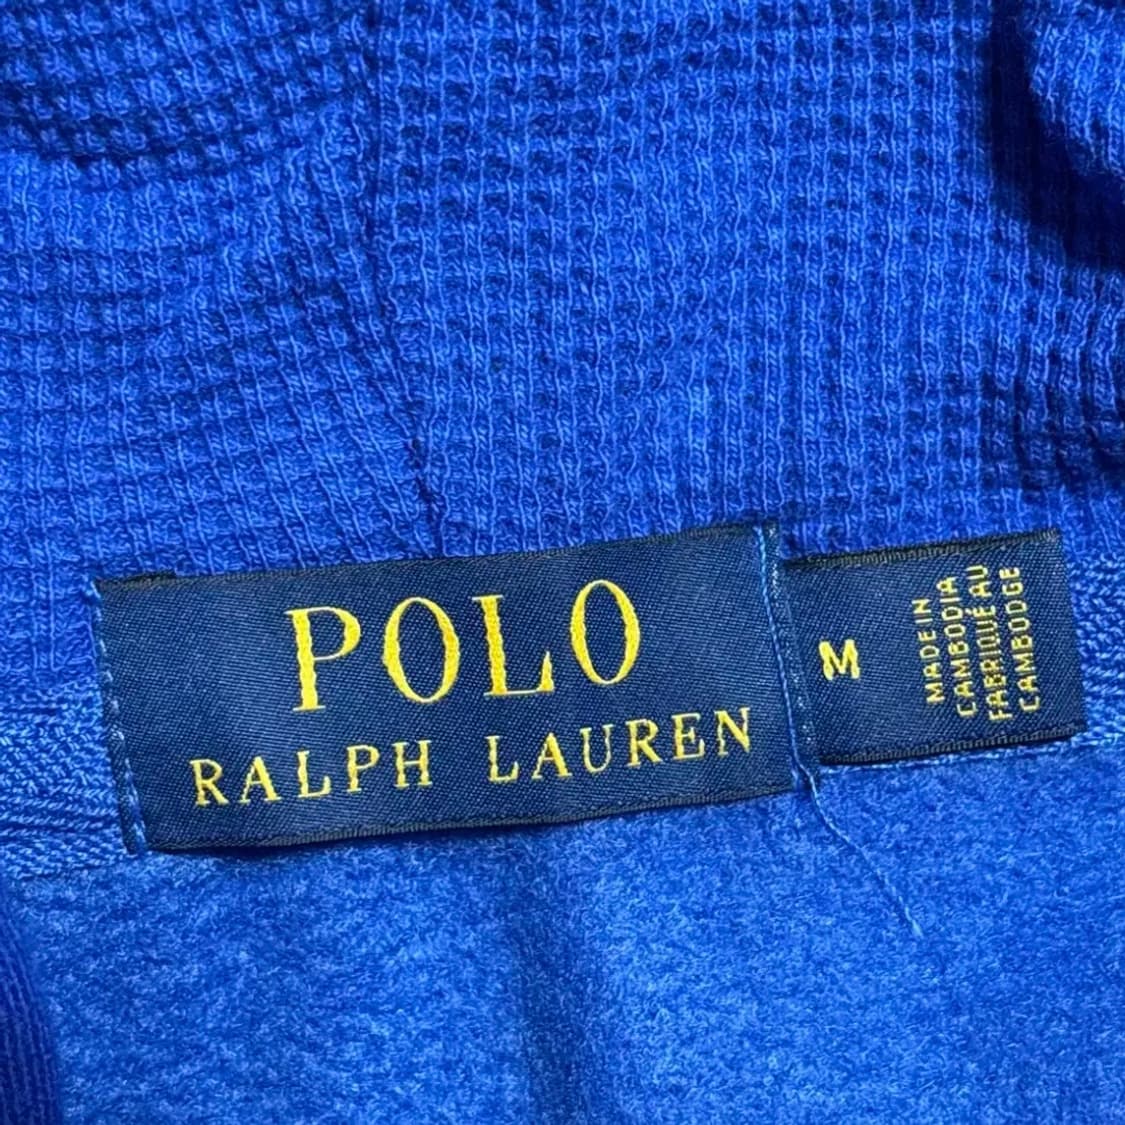 POLO
RALPH LAUREN
M
MADE IN
CAMBODIA
FABRIQUÉ AU
CAMBODGE